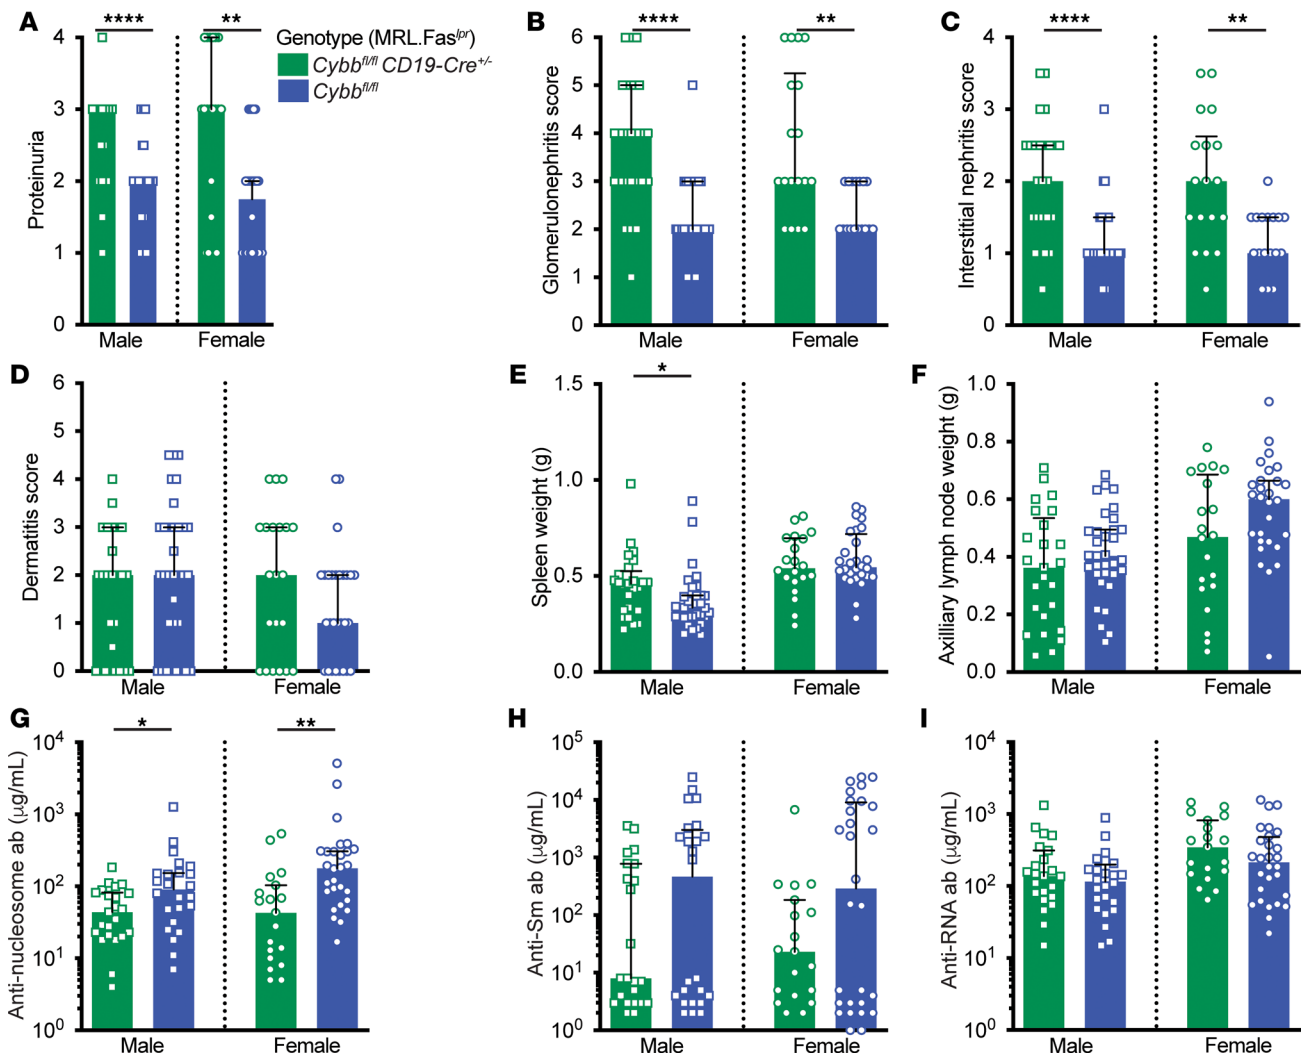 A
****
**
Genotype (MRL.Fas^lpr)
Cybb^fl/fl CD19-Cre^+/-
Cybb^fl/fl
Proteinuria
4
3
2
1
0
Male
Female
B
****
**
Glomerulonephritis score
6
5
4
3
2
1
0
Male
Female
C
****
**
Interstitial nephritis score
4
3
2
1
0
Male
Female
D
Dermatitis score
6
5
4
3
2
1
0
Male
Female
E
*
Spleen weight (g)
1.5
1.0
0.5
0.0
Male
Female
F
Axilliary lymph node weight (g)
1.0
0.8
0.6
0.4
0.2
0.0
Male
Female
G
*
**
Anti-nucleosome ab (μg/mL)
10^4
10^3
10^2
10^1
10^0
Male
Female
H
Anti-Sm ab (μg/mL)
10^5
10^4
10^3
10^2
10^1
10^0
Male
Female
I
Anti-RNA ab (μg/mL)
10^4
10^3
10^2
10^1
10^0
Male
Female